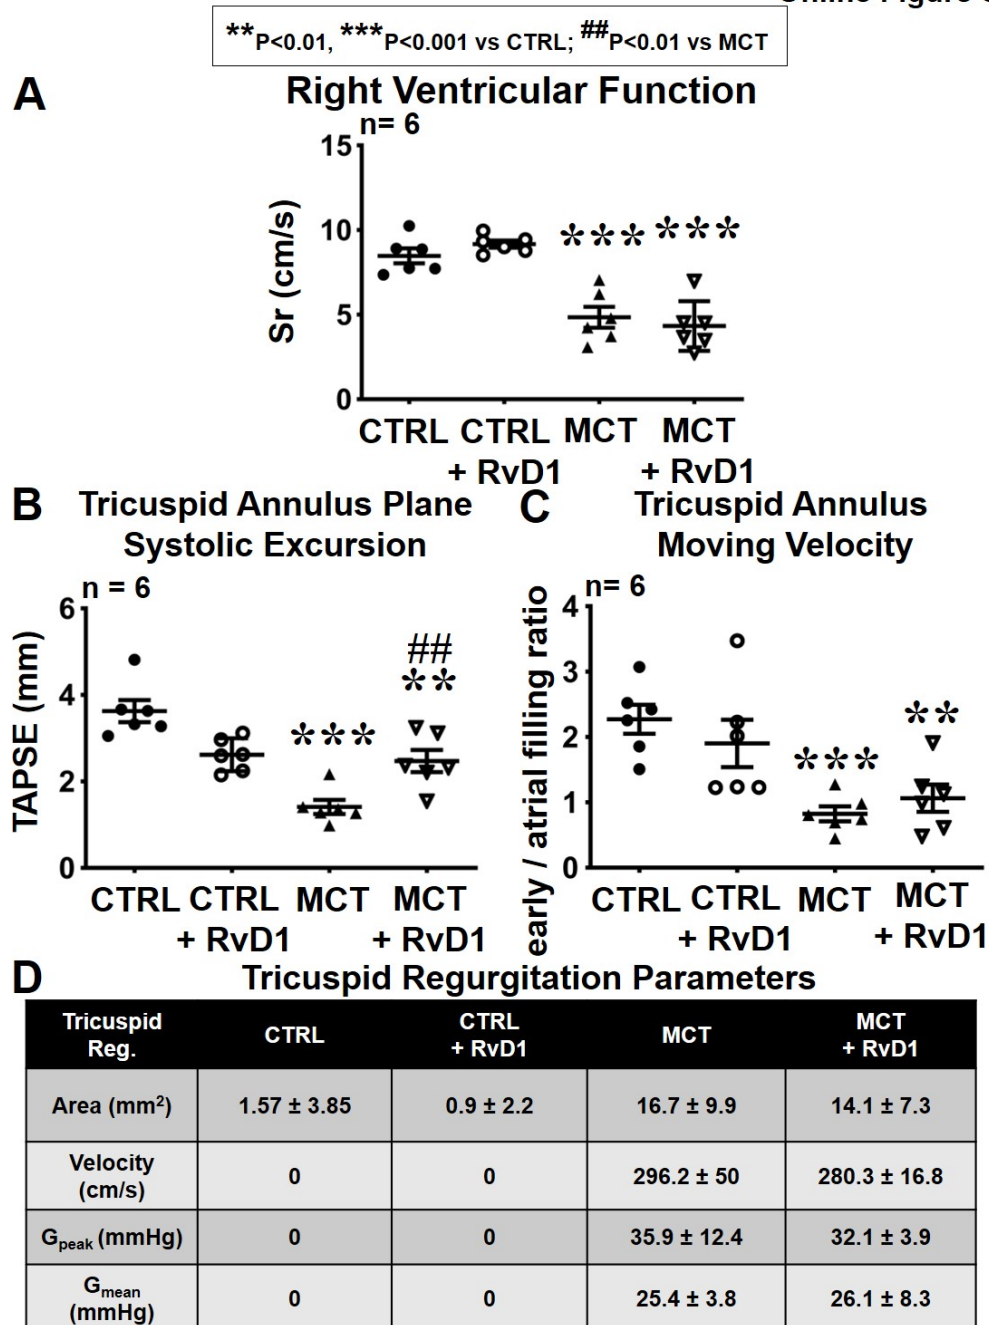 **P<0.01, ***P<0.001 vs CTRL; ##P<0.01 vs MCT
A
Right Ventricular Function
n= 6
Sr (cm/s)
15
10
5
0
*** ***
CTRL CTRL MCT MCT
+ RvD1 + RvD1
B
Tricuspid Annulus Plane
Systolic Excursion
n = 6
TAPSE (mm)
6
4
2
0
***
##
**
CTRL CTRL MCT MCT
+ RvD1 + RvD1
C
Tricuspid Annulus
Moving Velocity
n= 6
early / atrial filling ratio
4
3
2
1
0
***
**
CTRL CTRL MCT MCT
+ RvD1 + RvD1
D
Tricuspid Regurgitation Parameters
Tricuspid
Reg.
CTRL
CTRL
+ RvD1
MCT
MCT
+ RvD1
Area (mm²) 1.57 ± 3.85 0.9 ± 2.2 16.7 ± 9.9 14.1 ± 7.3
Velocity
(cm/s)
0 0 296.2 ± 50 280.3 ± 16.8
Gpeak (mmHg) 0 0 35.9 ± 12.4 32.1 ± 3.9
Gmean
(mmHg)
0 0 25.4 ± 3.8 26.1 ± 8.3